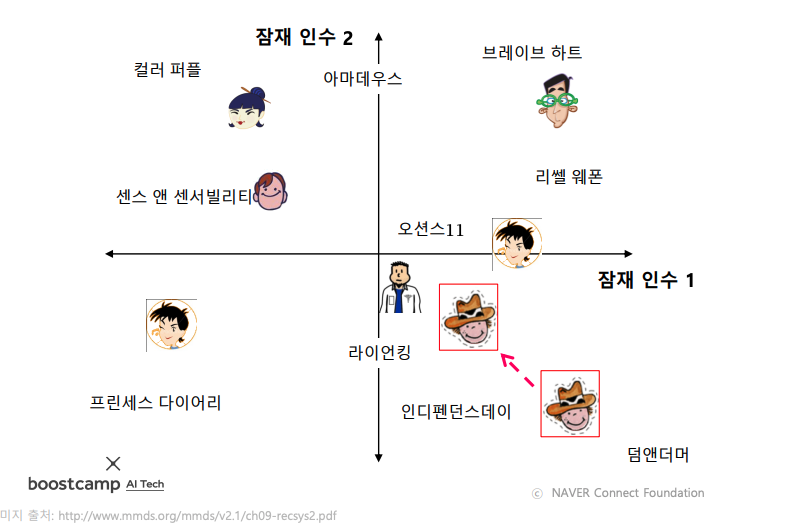 잠재 인수 2
브레이브 하트
컬러 퍼플
아마데우스
리쎌 웨폰
센스 앤 센서빌리티
오션스11
잠재 인수 1
라이언킹
프린세스 다이어리
인디펜던스데이
덤앤더머
boostcamp AI Tech
ⓒ NAVER Connect Foundation
미지 출처: http://www.mmds.org/mmds/v2.1/ch09-recsys2.pdf